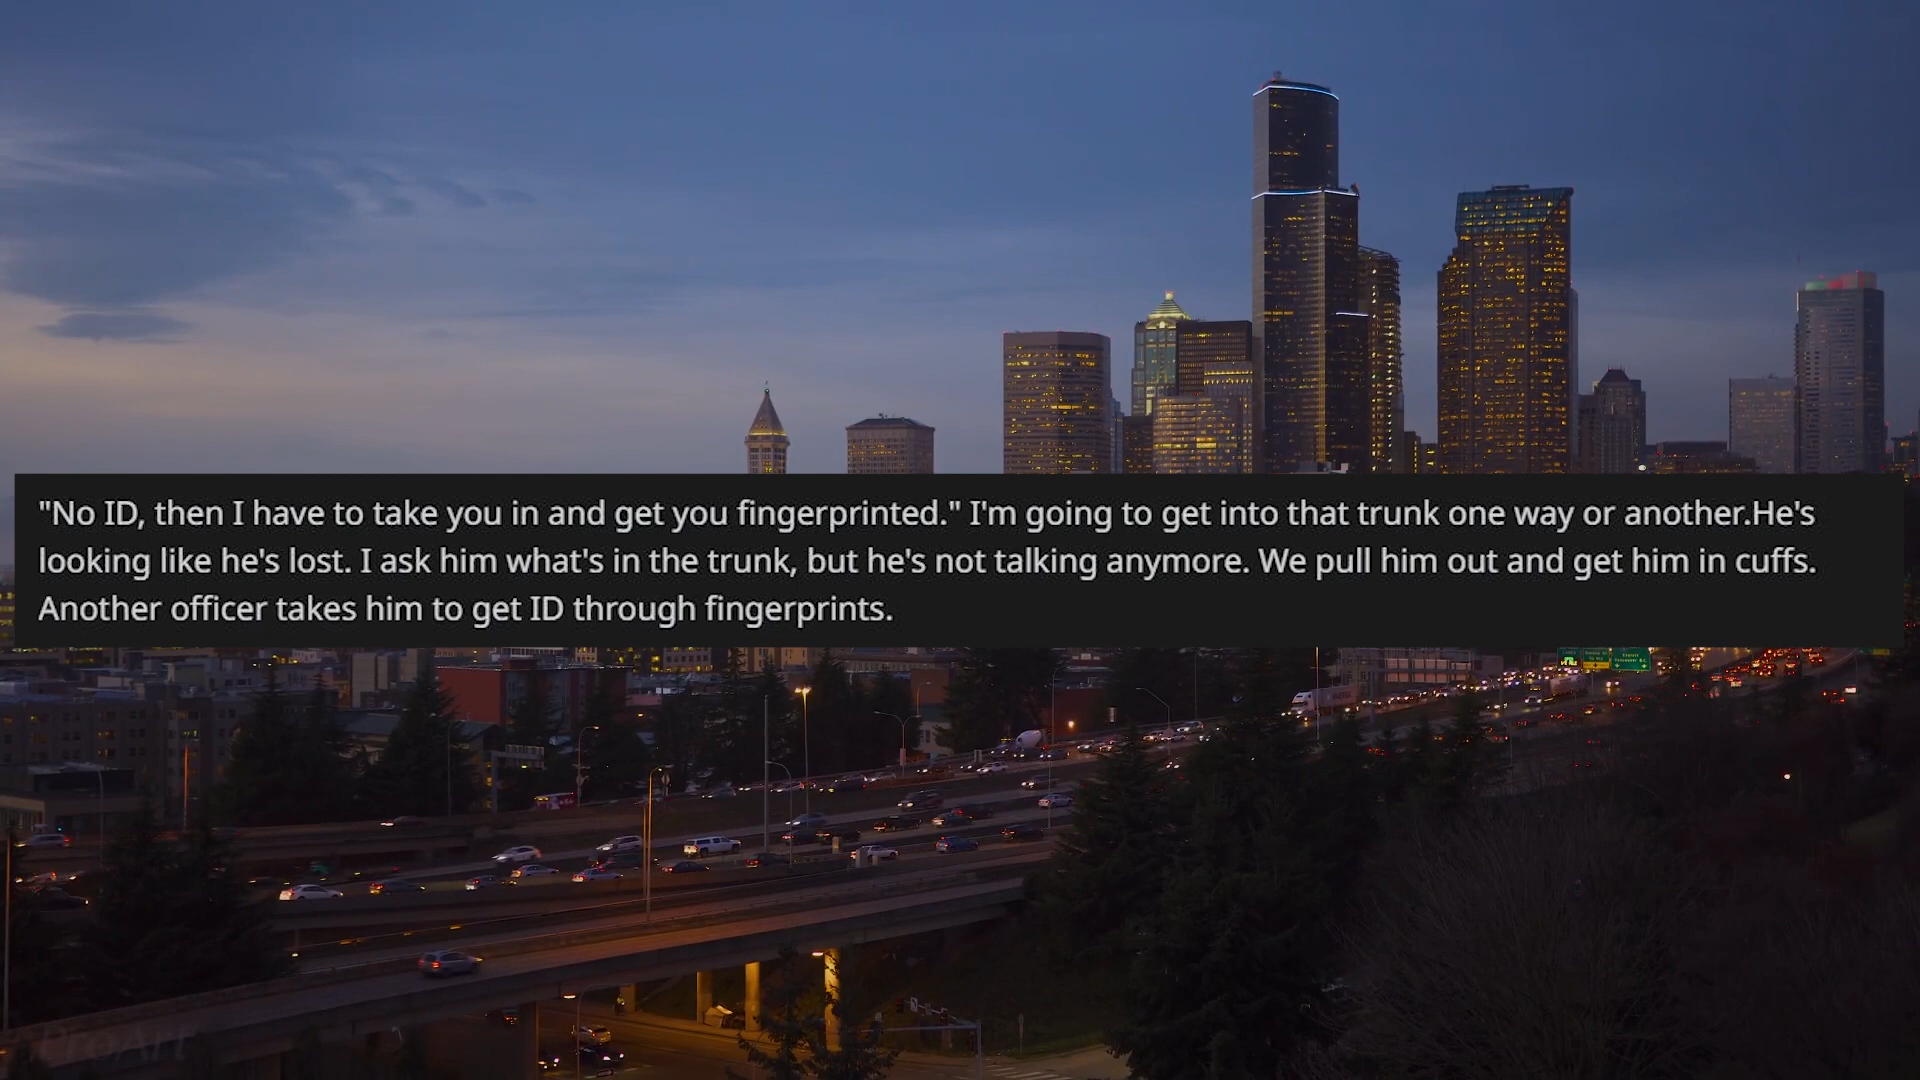 "No ID, then I have to take you in and get you fingerprinted." I'm going to get into that trunk one way or another.He's
looking like he's lost. I ask him what's in the trunk, but he's not talking anymore. We pull him out and get him in cuffs.
Another officer takes him to get ID through fingerprints.
ProArt